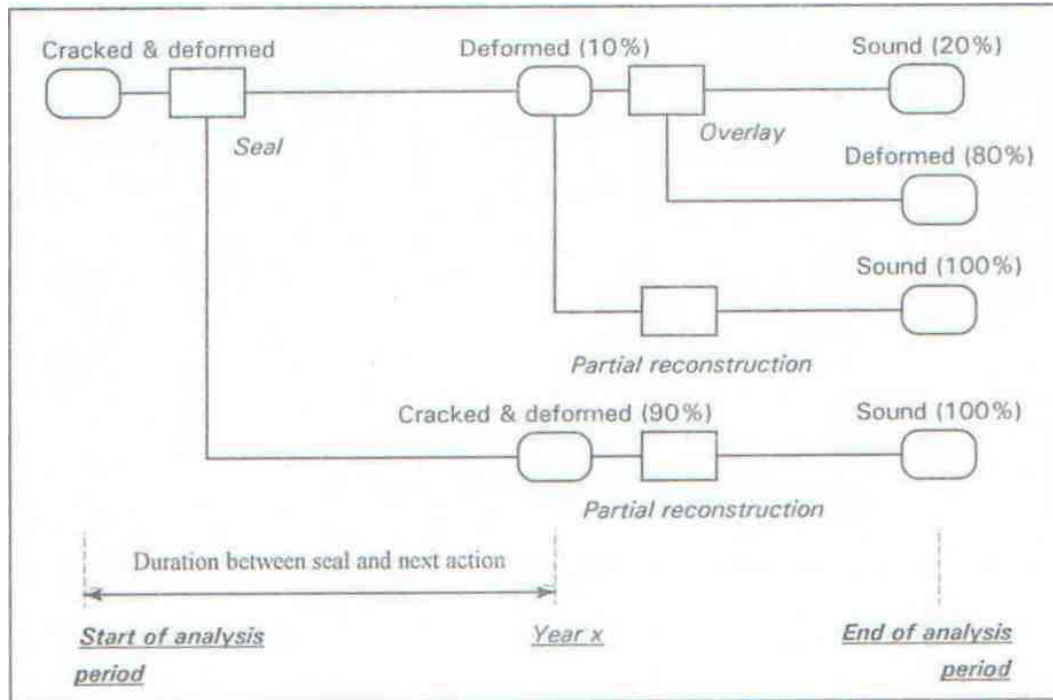 Cracked & deformed
Deformed (10%)
Sound (20%)
Seal
Overlay
Deformed (80%)
Sound (100%)
Partial reconstruction
Cracked & deformed (90%)
Sound (100%)
Partial reconstruction
Duration between seal and next action
Start of analysis
period
Year x
End of analysis
period